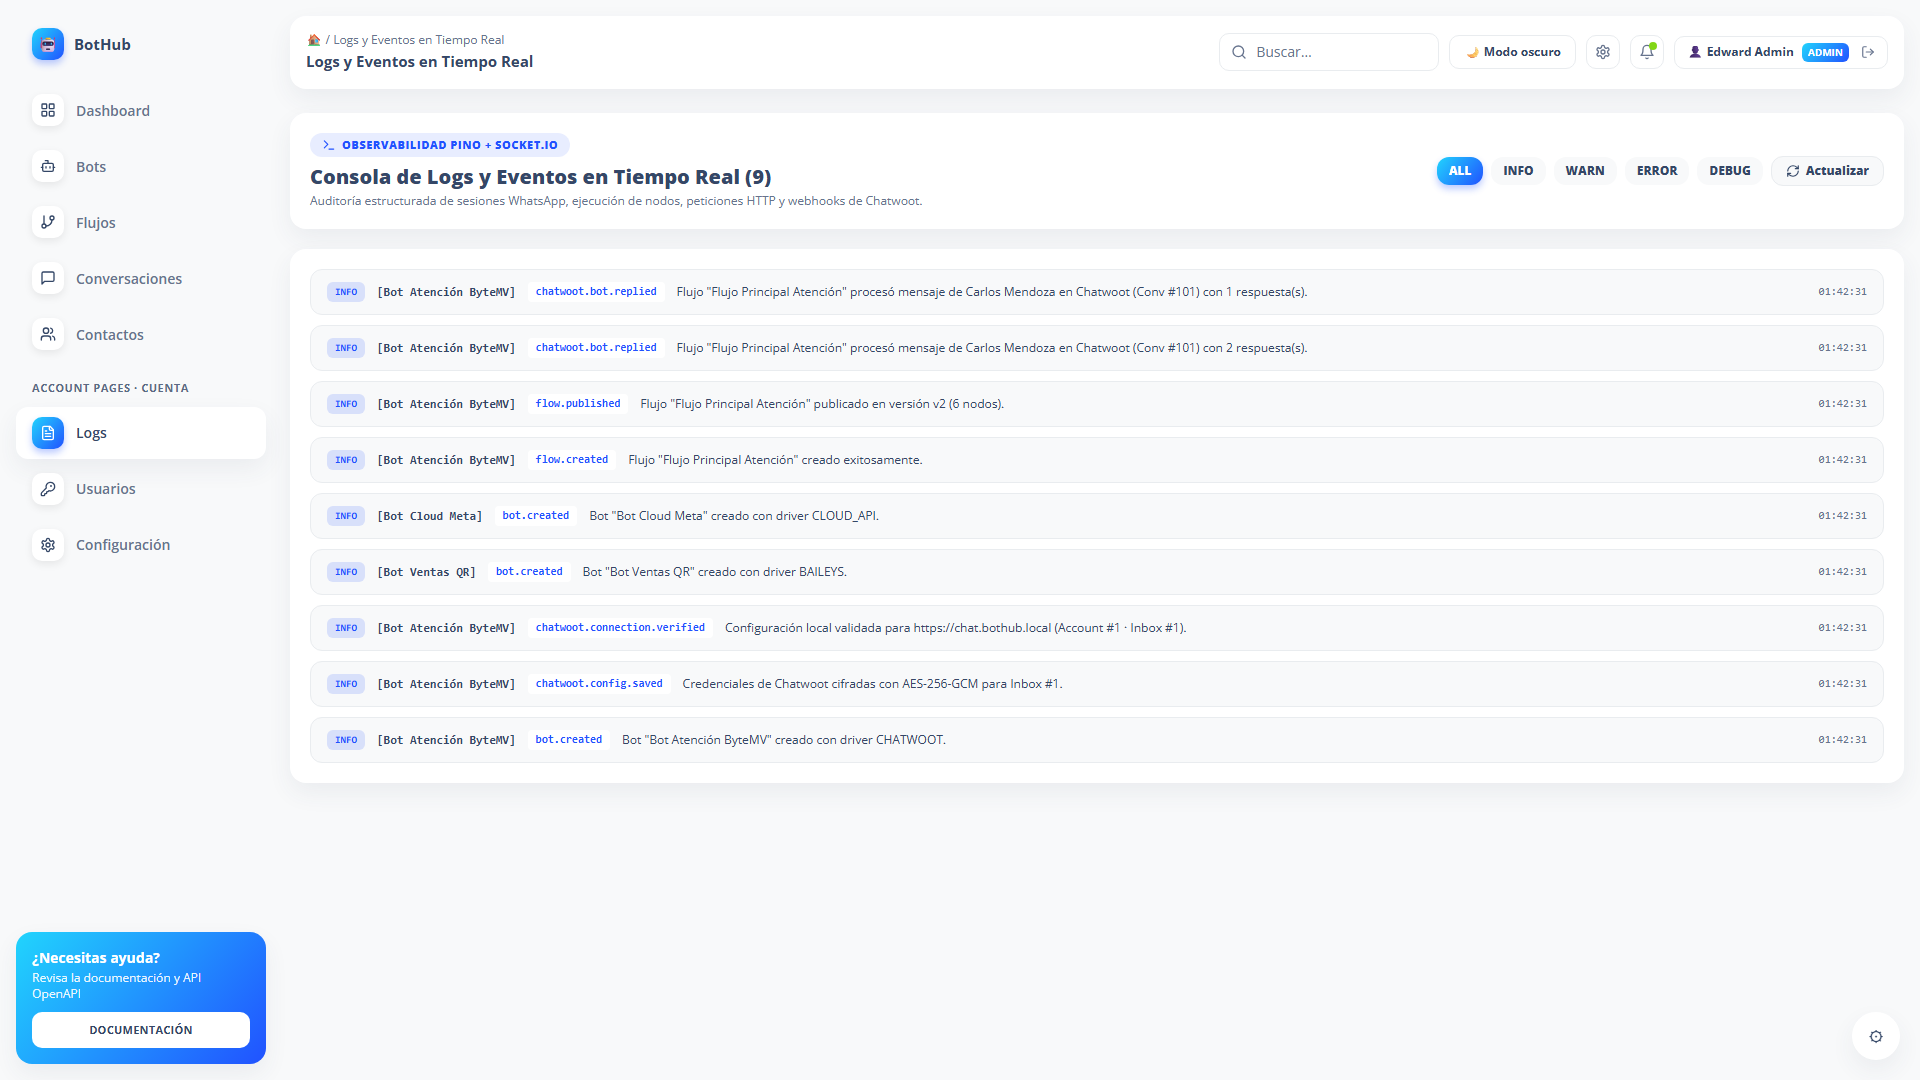 BotHub
Dashboard
Bots
Flujos
Conversaciones
Contactos
ACCOUNT PAGES · CUENTA
Logs
Usuarios
Configuración
¿Necesitas ayuda?
Revisa la documentación y API
OpenAPI
DOCUMENTACIÓN
/ Logs y Eventos en Tiempo Real
Logs y Eventos en Tiempo Real
Buscar...
Modo oscuro
Edward Admin ADMIN
OBSERVABILIDAD PINO + SOCKET.IO
Consola de Logs y Eventos en Tiempo Real (9)
Auditoría estructurada de sesiones WhatsApp, ejecución de nodos, peticiones HTTP y webhooks de Chatwoot.
ALL INFO WARN ERROR DEBUG Actualizar
INFO [Bot Atención ByteMV] chatwoot.bot.replied Flujo "Flujo Principal Atención" procesó mensaje de Carlos Mendoza en Chatwoot (Conv #101) con 1 respuesta(s). 01:42:31
INFO [Bot Atención ByteMV] chatwoot.bot.replied Flujo "Flujo Principal Atención" procesó mensaje de Carlos Mendoza en Chatwoot (Conv #101) con 2 respuesta(s). 01:42:31
INFO [Bot Atención ByteMV] flow.published Flujo "Flujo Principal Atención" publicado en versión v2 (6 nodos). 01:42:31
INFO [Bot Atención ByteMV] flow.created Flujo "Flujo Principal Atención" creado exitosamente. 01:42:31
INFO [Bot Cloud Meta] bot.created Bot "Bot Cloud Meta" creado con driver CLOUD_API. 01:42:31
INFO [Bot Ventas QR] bot.created Bot "Bot Ventas QR" creado con driver BAILEYS. 01:42:31
INFO [Bot Atención ByteMV] chatwoot.connection.verified Configuración local validada para https://chat.bothub.local (Account #1 · Inbox #1). 01:42:31
INFO [Bot Atención ByteMV] chatwoot.config.saved Credenciales de Chatwoot cifradas con AES-256-GCM para Inbox #1. 01:42:31
INFO [Bot Atención ByteMV] bot.created Bot "Bot Atención ByteMV" creado con driver CHATWOOT. 01:42:31